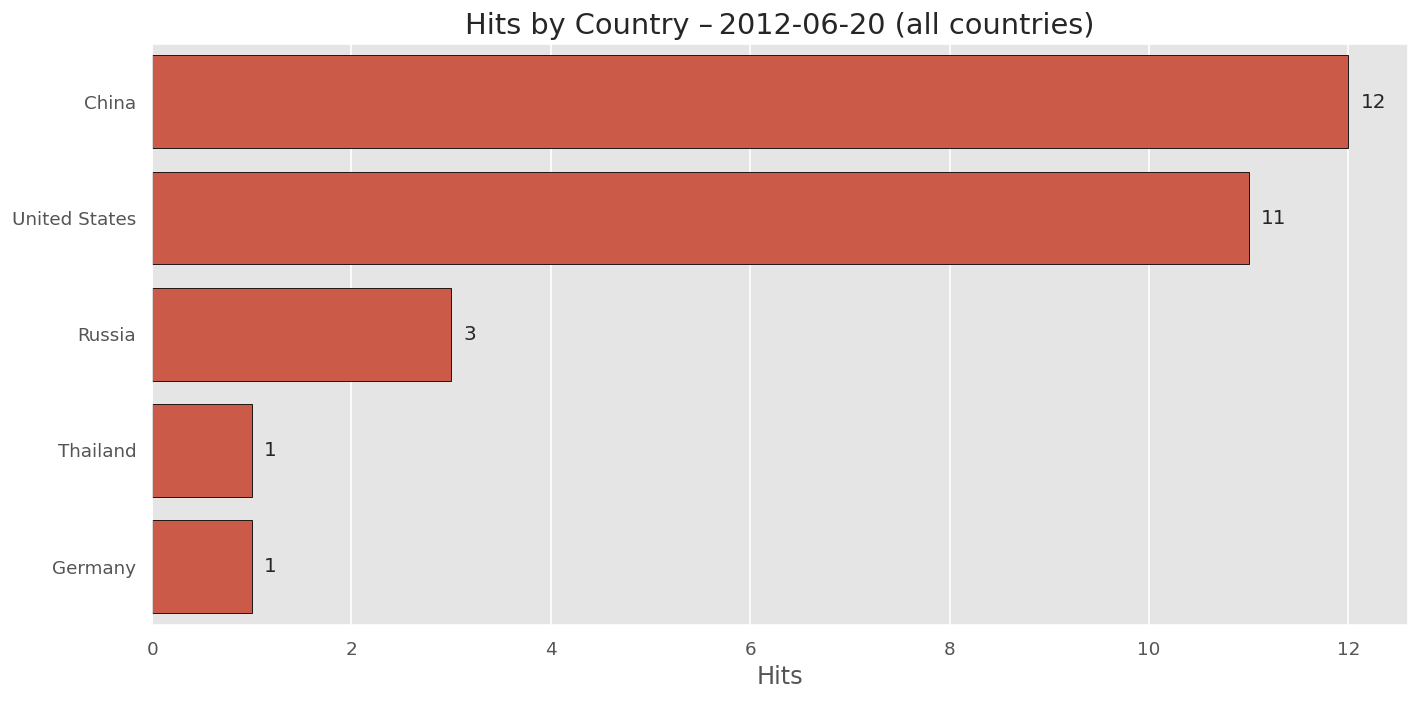 Hits by Country – 2012-06-20 (all countries)
China 12
United States 11
Russia 3
Thailand 1
Germany 1
0 2 4 6 8 10 12
Hits